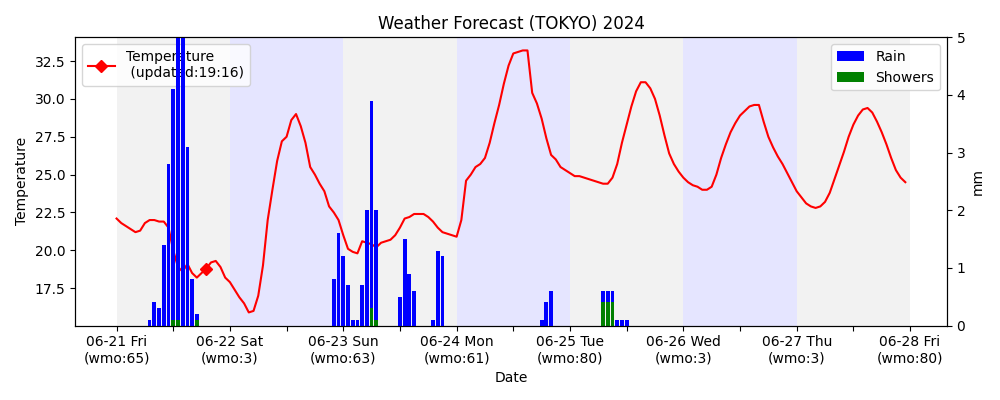 Weather Forecast (TOKYO) 2024
Temperature
(updated:19:16)
Rain
Showers
Temperature
32.5
30.0
27.5
25.0
22.5
20.0
17.5
5
4
3
2
1
0
mm
06-21 Fri
(wmo:65)
06-22 Sat
(wmo:3)
06-23 Sun
(wmo:63)
06-24 Mon
(wmo:61)
06-25 Tue
(wmo:80)
06-26 Wed
(wmo:3)
06-27 Thu
(wmo:3)
06-28 Fri
(wmo:80)
Date